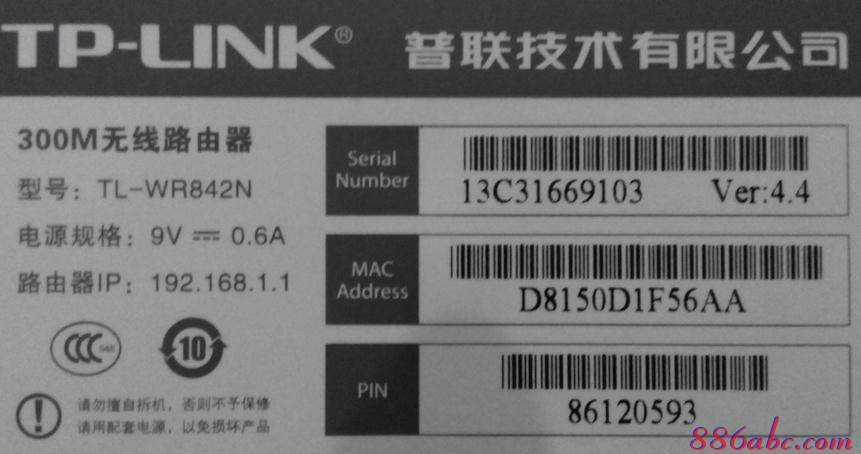 TP-LINK® 普联技术有限公司
300M无线路由器
型号：TL-WR842N
电源规格：9V ⎓ 0.6A
路由器IP：192.168.1.1
CCC S&E
10
请勿擅自拆机，否则不予保修
请用配套电源，以免损坏产品
Serial
Number
13C31669103 Ver:4.4
MAC
Address
D8150D1F56AA
PIN
86120593
886abc.com